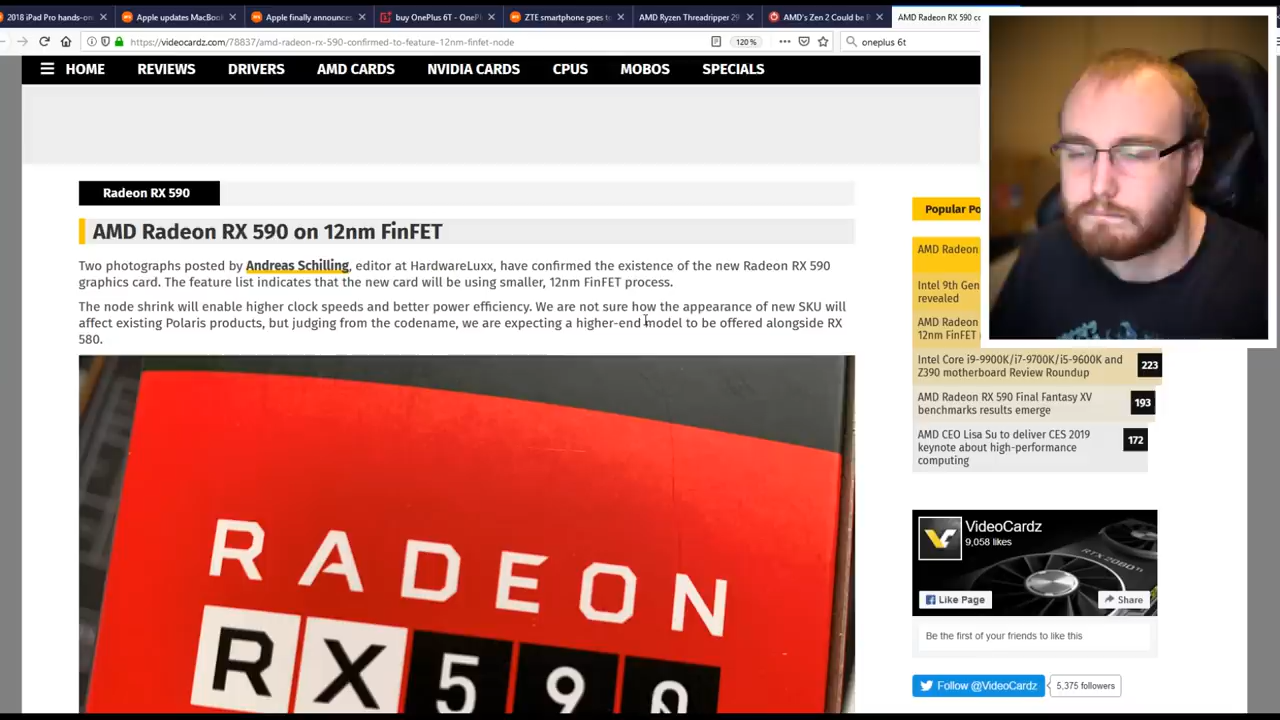 2018 iPad Pro hands-on
Apple updates MacBo
Apple finally announces
buy OnePlus 6T - OnePl
ZTE smartphone goes t
AMD Ryzen Threadripper 29
AMD's Zen 2 Could be
AMD Radeon RX 590 co
https://videocardz.com/78837/amd-radeon-rx-590-confirmed-to-feature-12nm-finfet-node
120%
oneplus 6t
HOME
REVIEWS
DRIVERS
AMD CARDS
NVIDIA CARDS
CPUS
MOBOS
SPECIALS
Radeon RX 590
AMD Radeon RX 590 on 12nm FinFET
Two photographs posted by Andreas Schilling, editor at HardwareLuxx, have confirmed the existence of the new Radeon RX 590
graphics card. The feature list indicates that the new card will be using smaller, 12nm FinFET process.
The node shrink will enable higher clock speeds and better power efficiency. We are not sure how the appearance of new SKU will
affect existing Polaris products, but judging from the codename, we are expecting a higher-end model to be offered alongside RX
580.
RADEON
RX 590
Popular Po
AMD Radeon
Intel 9th Gen
revealed
AMD Radeon
12nm FinFET
Intel Core i9-9900K/i7-9700K/i5-9600K and
Z390 motherboard Review Roundup
223
AMD Radeon RX 590 Final Fantasy XV
benchmarks results emerge
193
AMD CEO Lisa Su to deliver CES 2019
keynote about high-performance
computing
172
VideoCardz
9,058 likes
RTX 2080 Ti
Like Page
Share
Be the first of your friends to like this
Follow @VideoCardz
5,375 followers